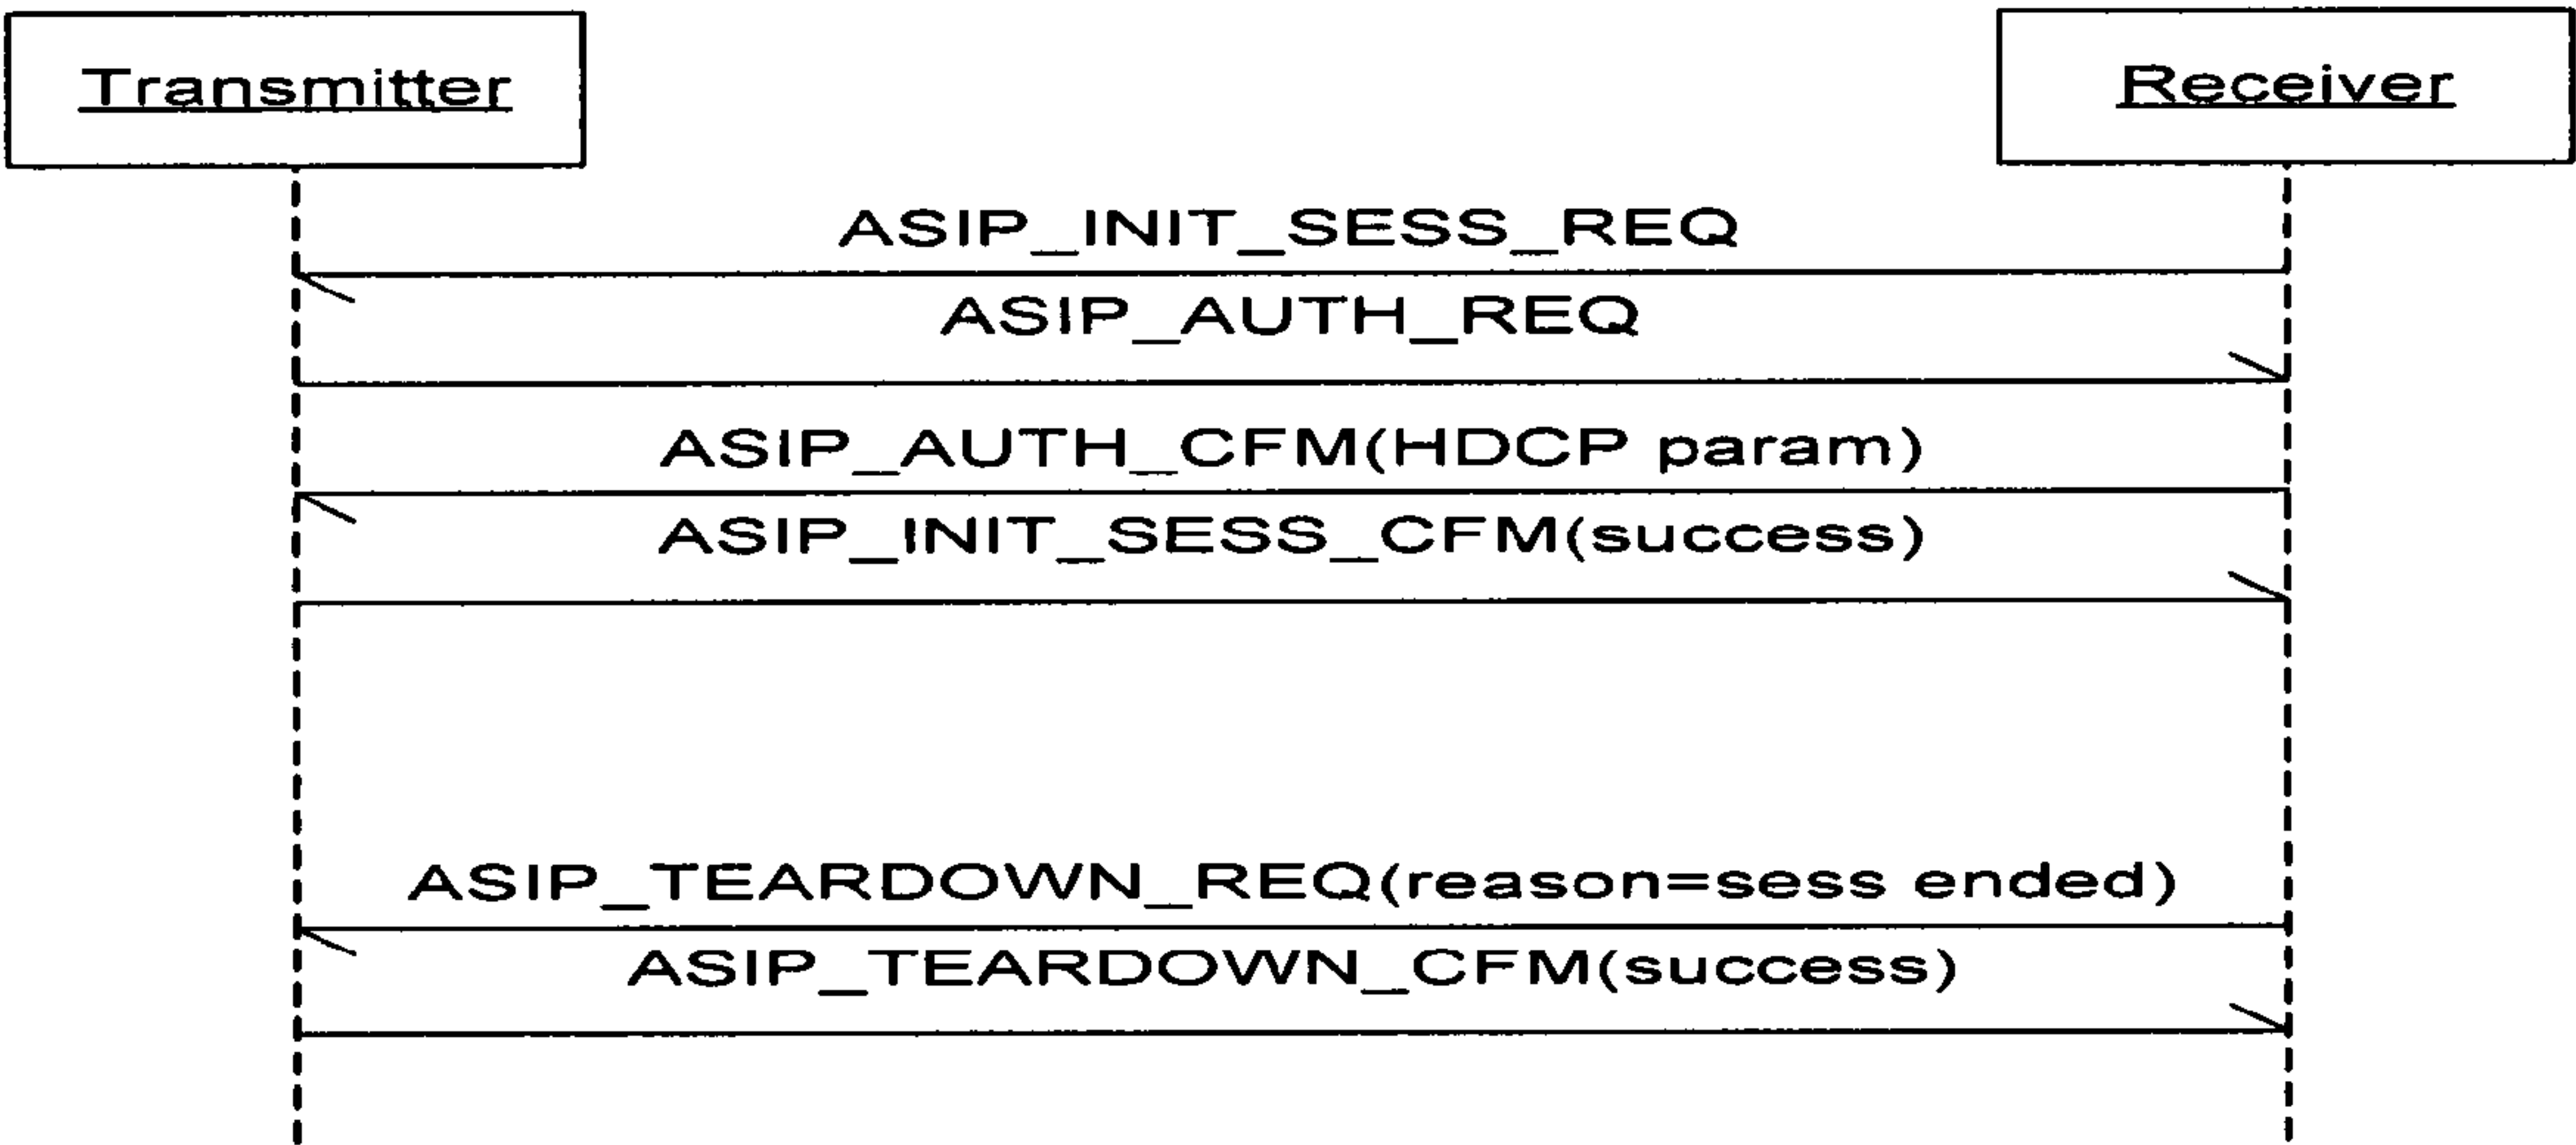 Transmitter
Receiver
ASIP_INIT_SESS_REQ
ASIP_AUTH_REQ
ASIP_AUTH_CFM(HDCP param)
ASIP_INIT_SESS_CFM(success)
ASIP_TEARDOWN_REQ(reason=sess ended)
ASIP_TEARDOWN_CFM(success)